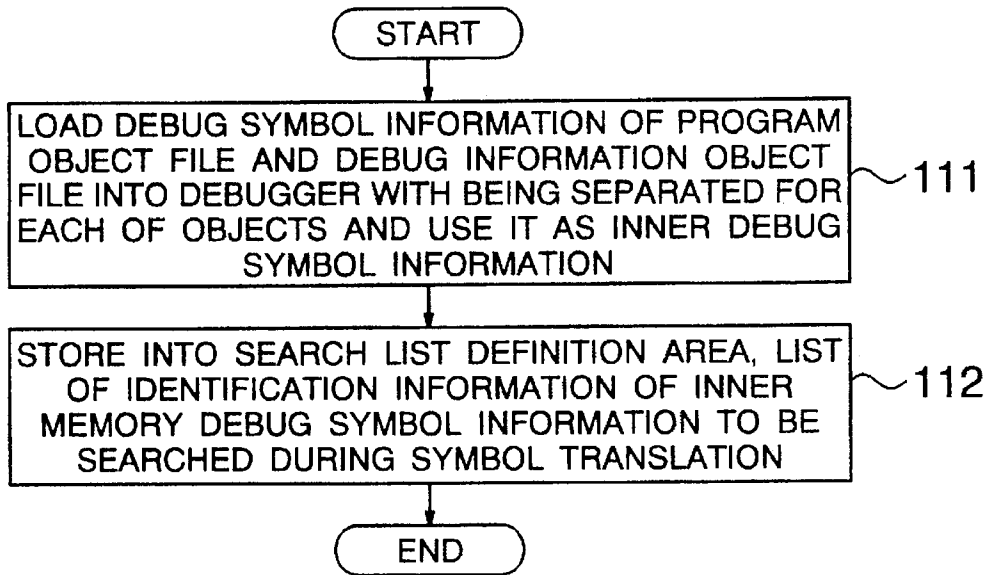 START
LOAD DEBUG SYMBOL INFORMATION OF PROGRAM
OBJECT FILE AND DEBUG INFORMATION OBJECT
FILE INTO DEBUGGER WITH BEING SEPARATED FOR
EACH OF OBJECTS AND USE IT AS INNER DEBUG
SYMBOL INFORMATION
111
STORE INTO SEARCH LIST DEFINITION AREA, LIST
OF IDENTIFICATION INFORMATION OF INNER
MEMORY DEBUG SYMBOL INFORMATION TO BE
SEARCHED DURING SYMBOL TRANSLATION
112
END